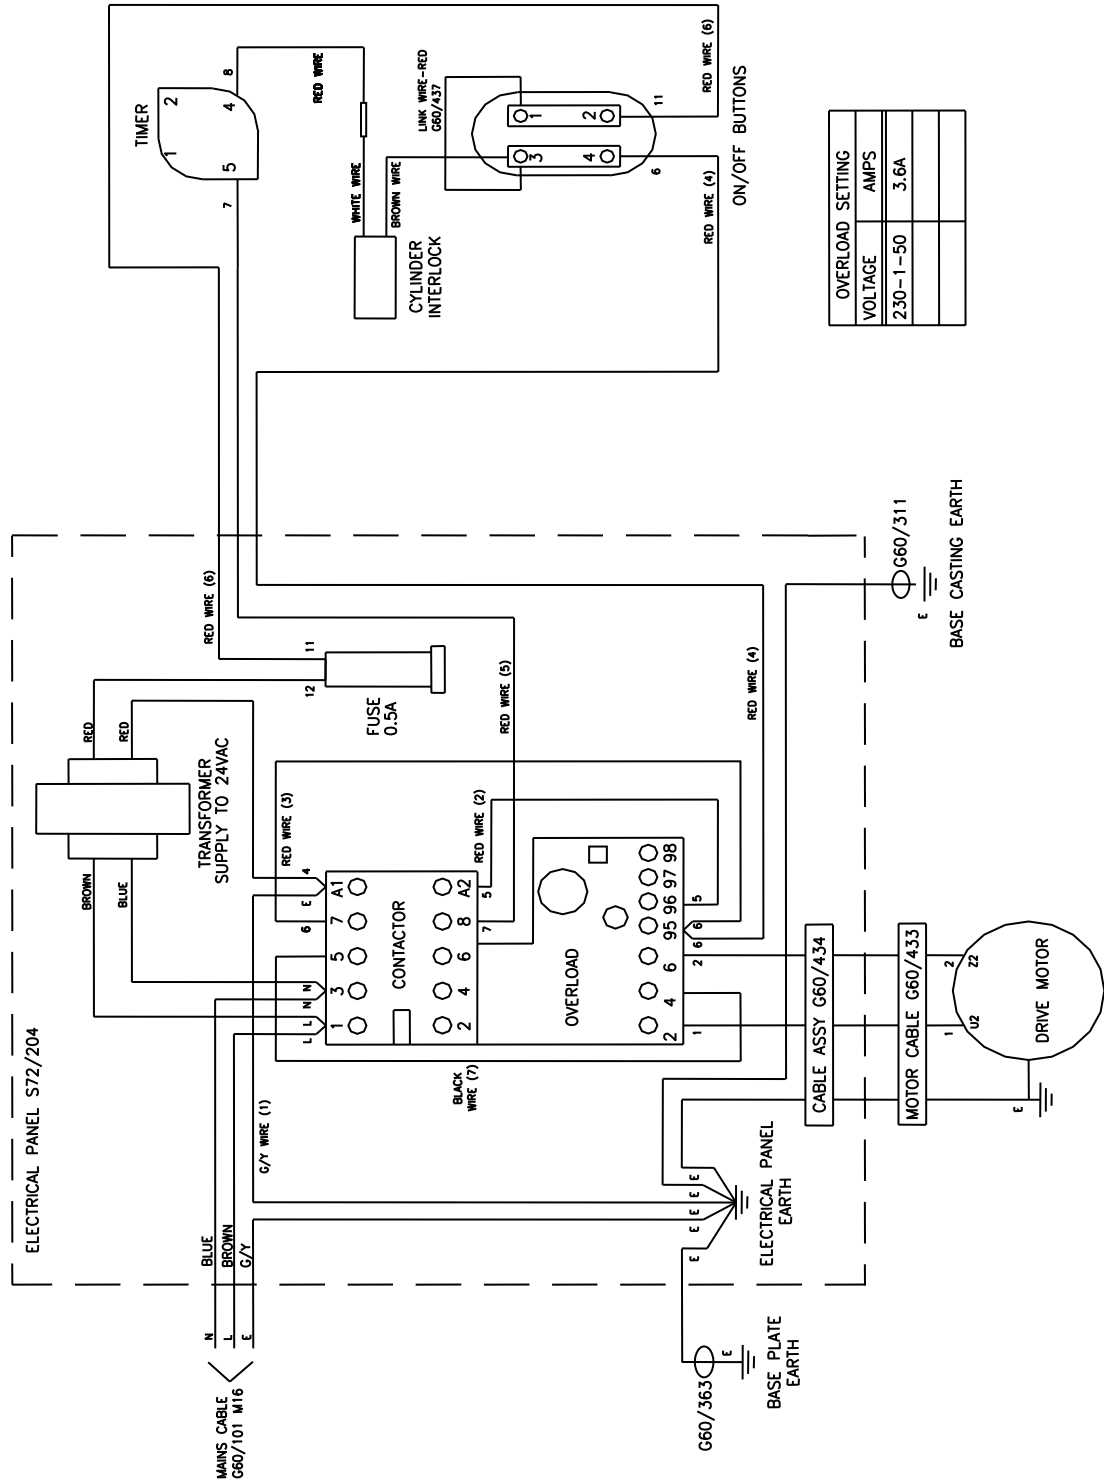 MAINS CABLE
G60/101 M16
N
L
E
BLUE
BROWN
G/Y
ELECTRICAL PANEL S72/204
G/Y WIRE (1)
BROWN
BLUE
TRANSFORMER
SUPPLY TO 24VAC
RED
RED
RED WIRE (6)
TIMER
1
2
5
4
7
8
RED WIRE
WHITE WIRE
BROWN WIRE
CYLINDER
INTERLOCK
LINK WIRE-RED
G60/437
3
1
4
2
6
11
ON/OFF BUTTONS
RED WIRE (6)
RED WIRE (4)
FUSE
0.5A
12
11
RED WIRE (3)
RED WIRE (2)
RED WIRE (5)
RED WIRE (4)
L
L
N
N
6
E
4
1
3
5
7
A1
CONTACTOR
2
4
6
8
A2
7
5
BLACK
WIRE (7)
OVERLOAD
2
4
6
95
96
97
98
1
2
6
6
5
OVERLOAD SETTING
VOLTAGE
AMPS
230-1-50
3.6A
G60/363
E
BASE PLATE
EARTH
E
E
E
E
E
ELECTRICAL PANEL
EARTH
CABLE ASSY G60/434
MOTOR CABLE G60/433
1
2
U2
Z2
DRIVE MOTOR
E
G60/311
E
BASE CASTING EARTH